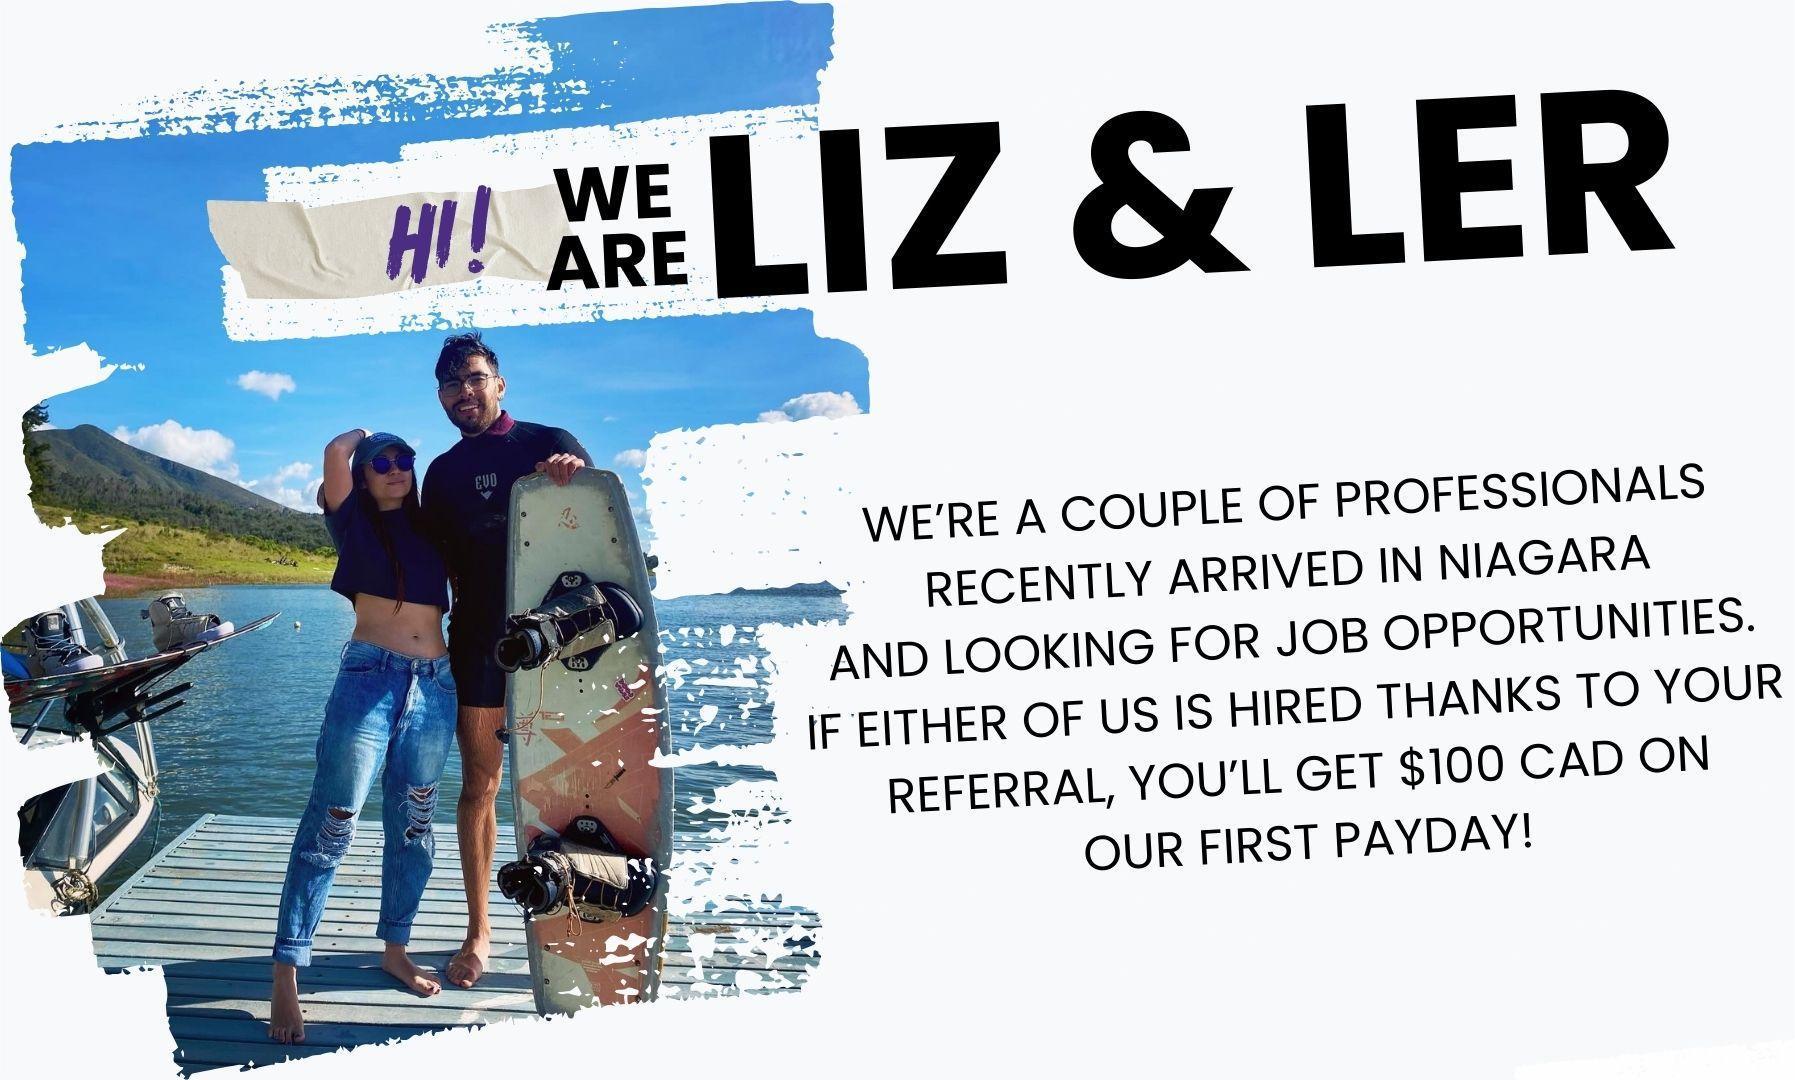 HI!
WE
ARE
LIZ & LER
EVO
WE’RE A COUPLE OF PROFESSIONALS
RECENTLY ARRIVED IN NIAGARA
AND LOOKING FOR JOB OPPORTUNITIES.
IF EITHER OF US IS HIRED THANKS TO YOUR
REFERRAL, YOU’LL GET $100 CAD ON
OUR FIRST PAYDAY!